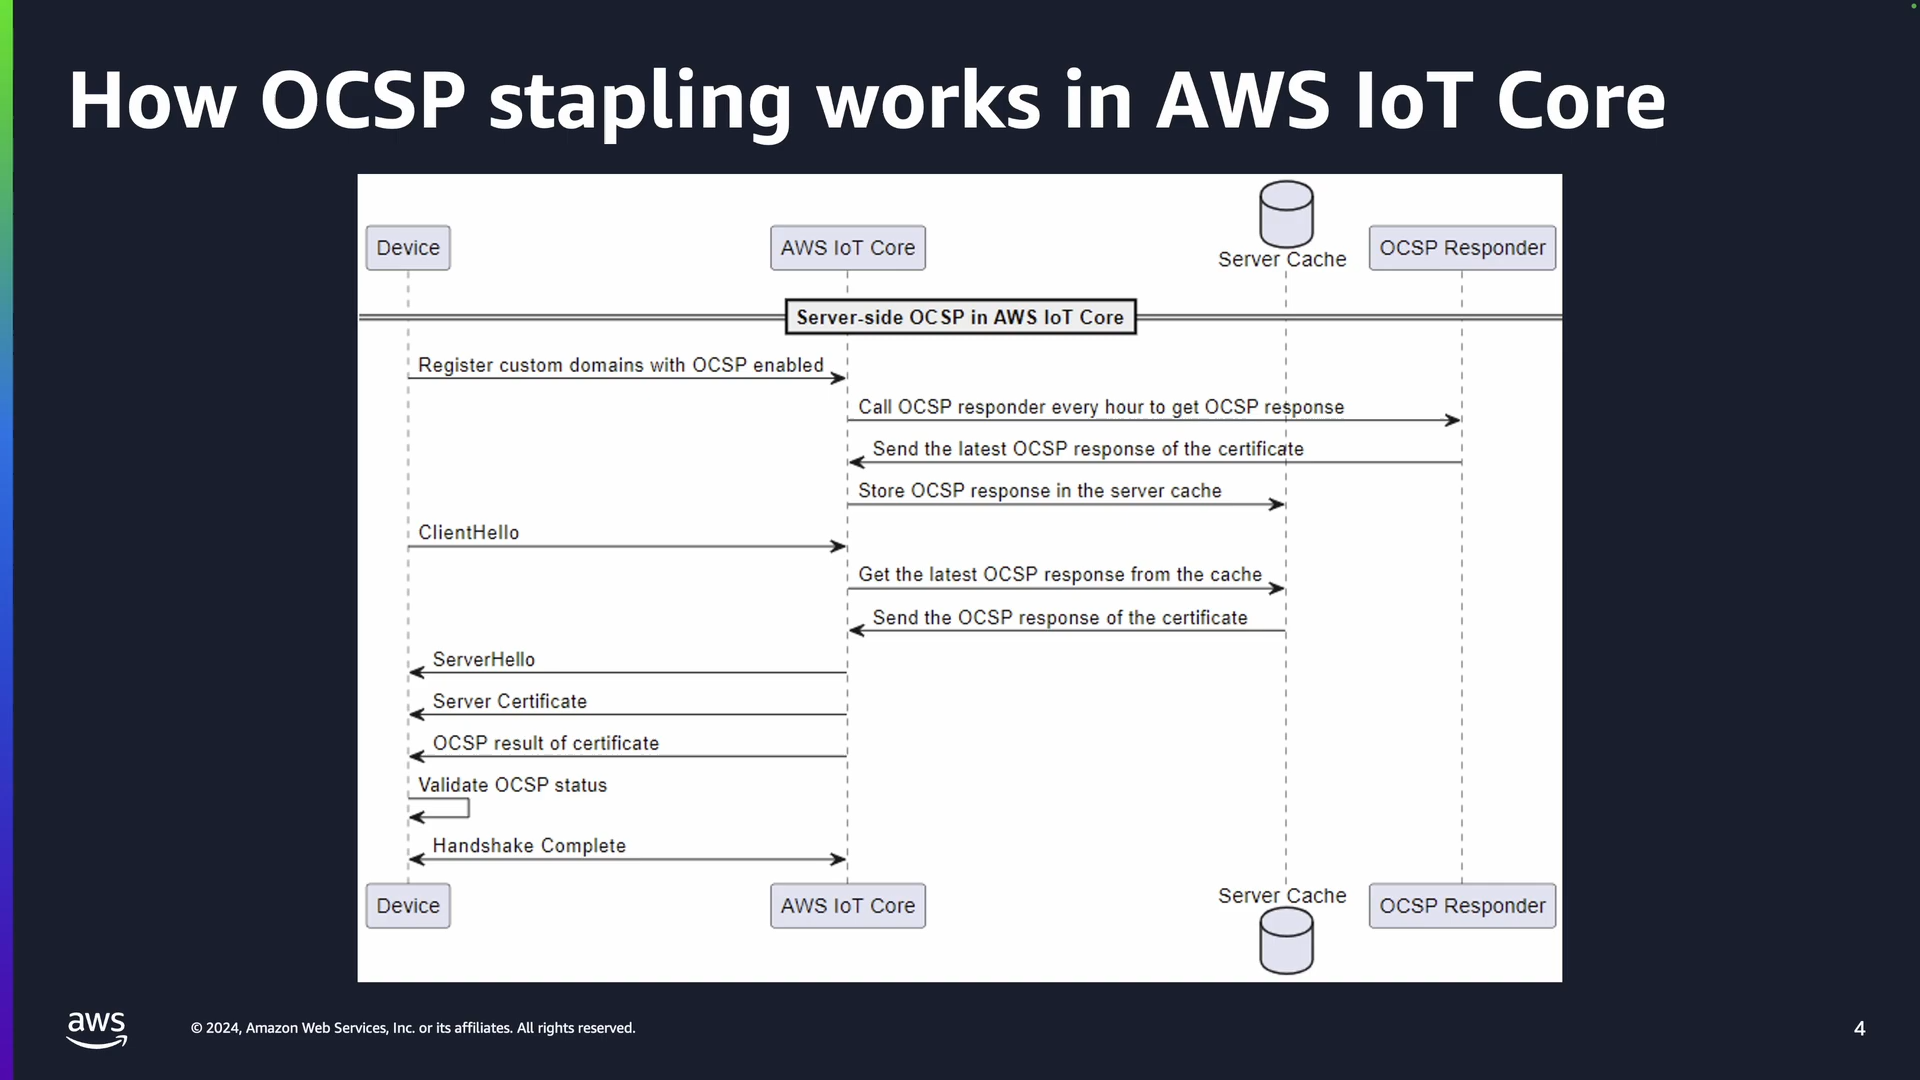 How OCSP stapling works in AWS IoT Core
Device
AWS IoT Core
Server Cache
OCSP Responder
Server-side OCSP in AWS IoT Core
Register custom domains with OCSP enabled
Call OCSP responder every hour to get OCSP response
Send the latest OCSP response of the certificate
Store OCSP response in the server cache
ClientHello
Get the latest OCSP response from the cache
Send the OCSP response of the certificate
ServerHello
Server Certificate
OCSP result of certificate
Validate OCSP status
Handshake Complete
Device
AWS IoT Core
Server Cache
OCSP Responder
aws
© 2024, Amazon Web Services, Inc. or its affiliates. All rights reserved.
4